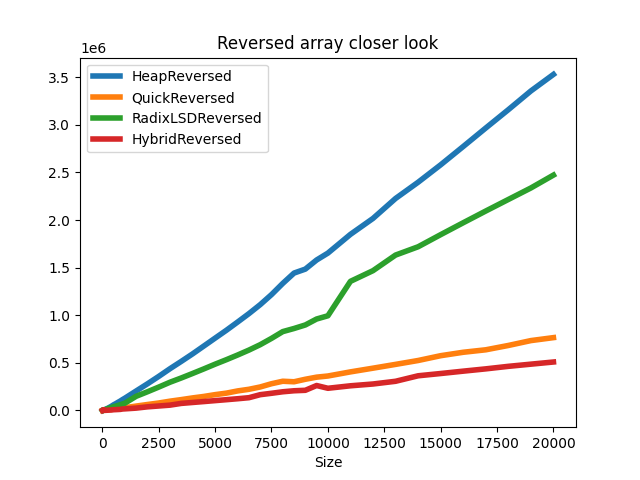 Reversed array closer look
1e6
3.5
3.0
2.5
2.0
1.5
1.0
0.5
0.0
HeapReversed
QuickReversed
RadixLSDReversed
HybridReversed
0 2500 5000 7500 10000 12500 15000 17500 20000
Size